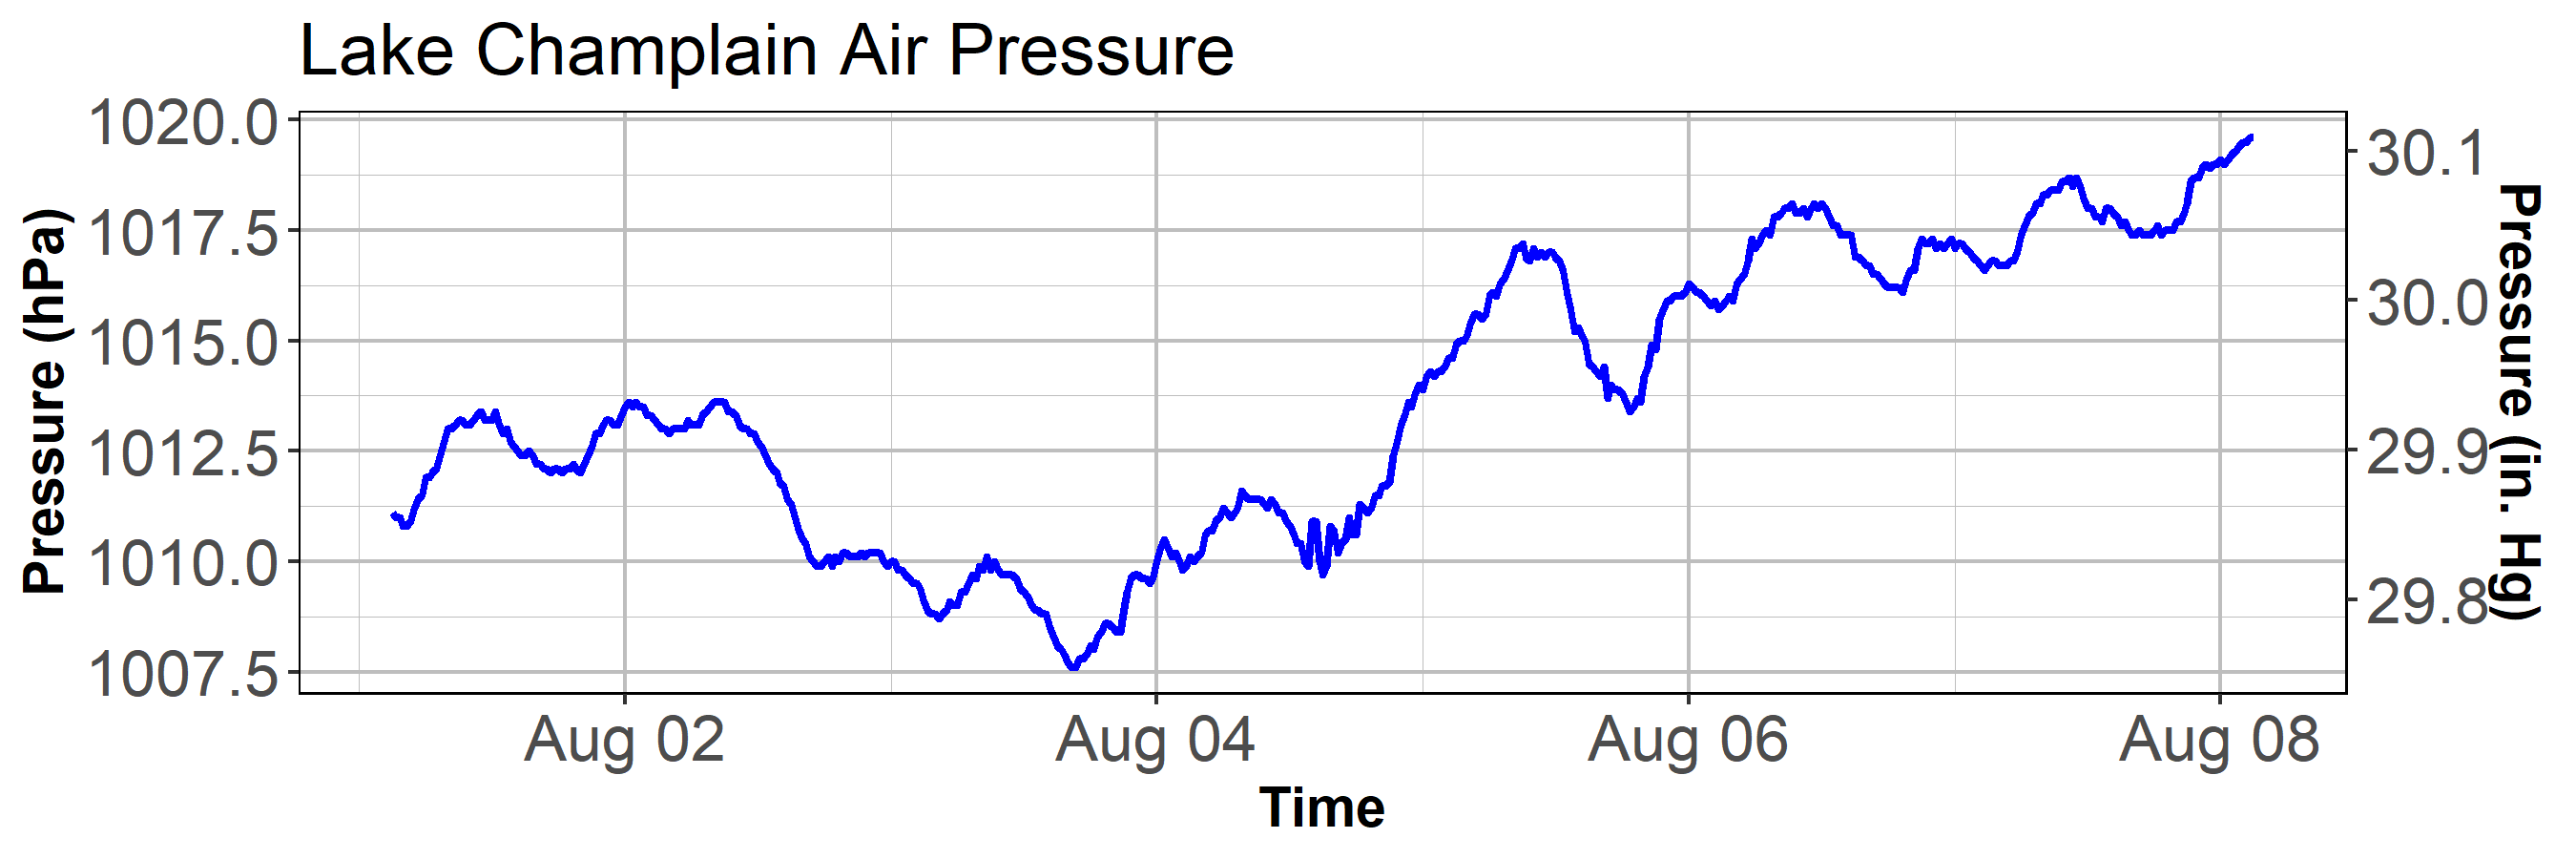 Lake Champlain Air Pressure
1020.0
1017.5
1015.0
1012.5
1010.0
1007.5
Pressure (hPa)
30.1
30.0
29.9
29.8
Pressure (in. Hg)
Aug 02
Aug 04
Aug 06
Aug 08
Time